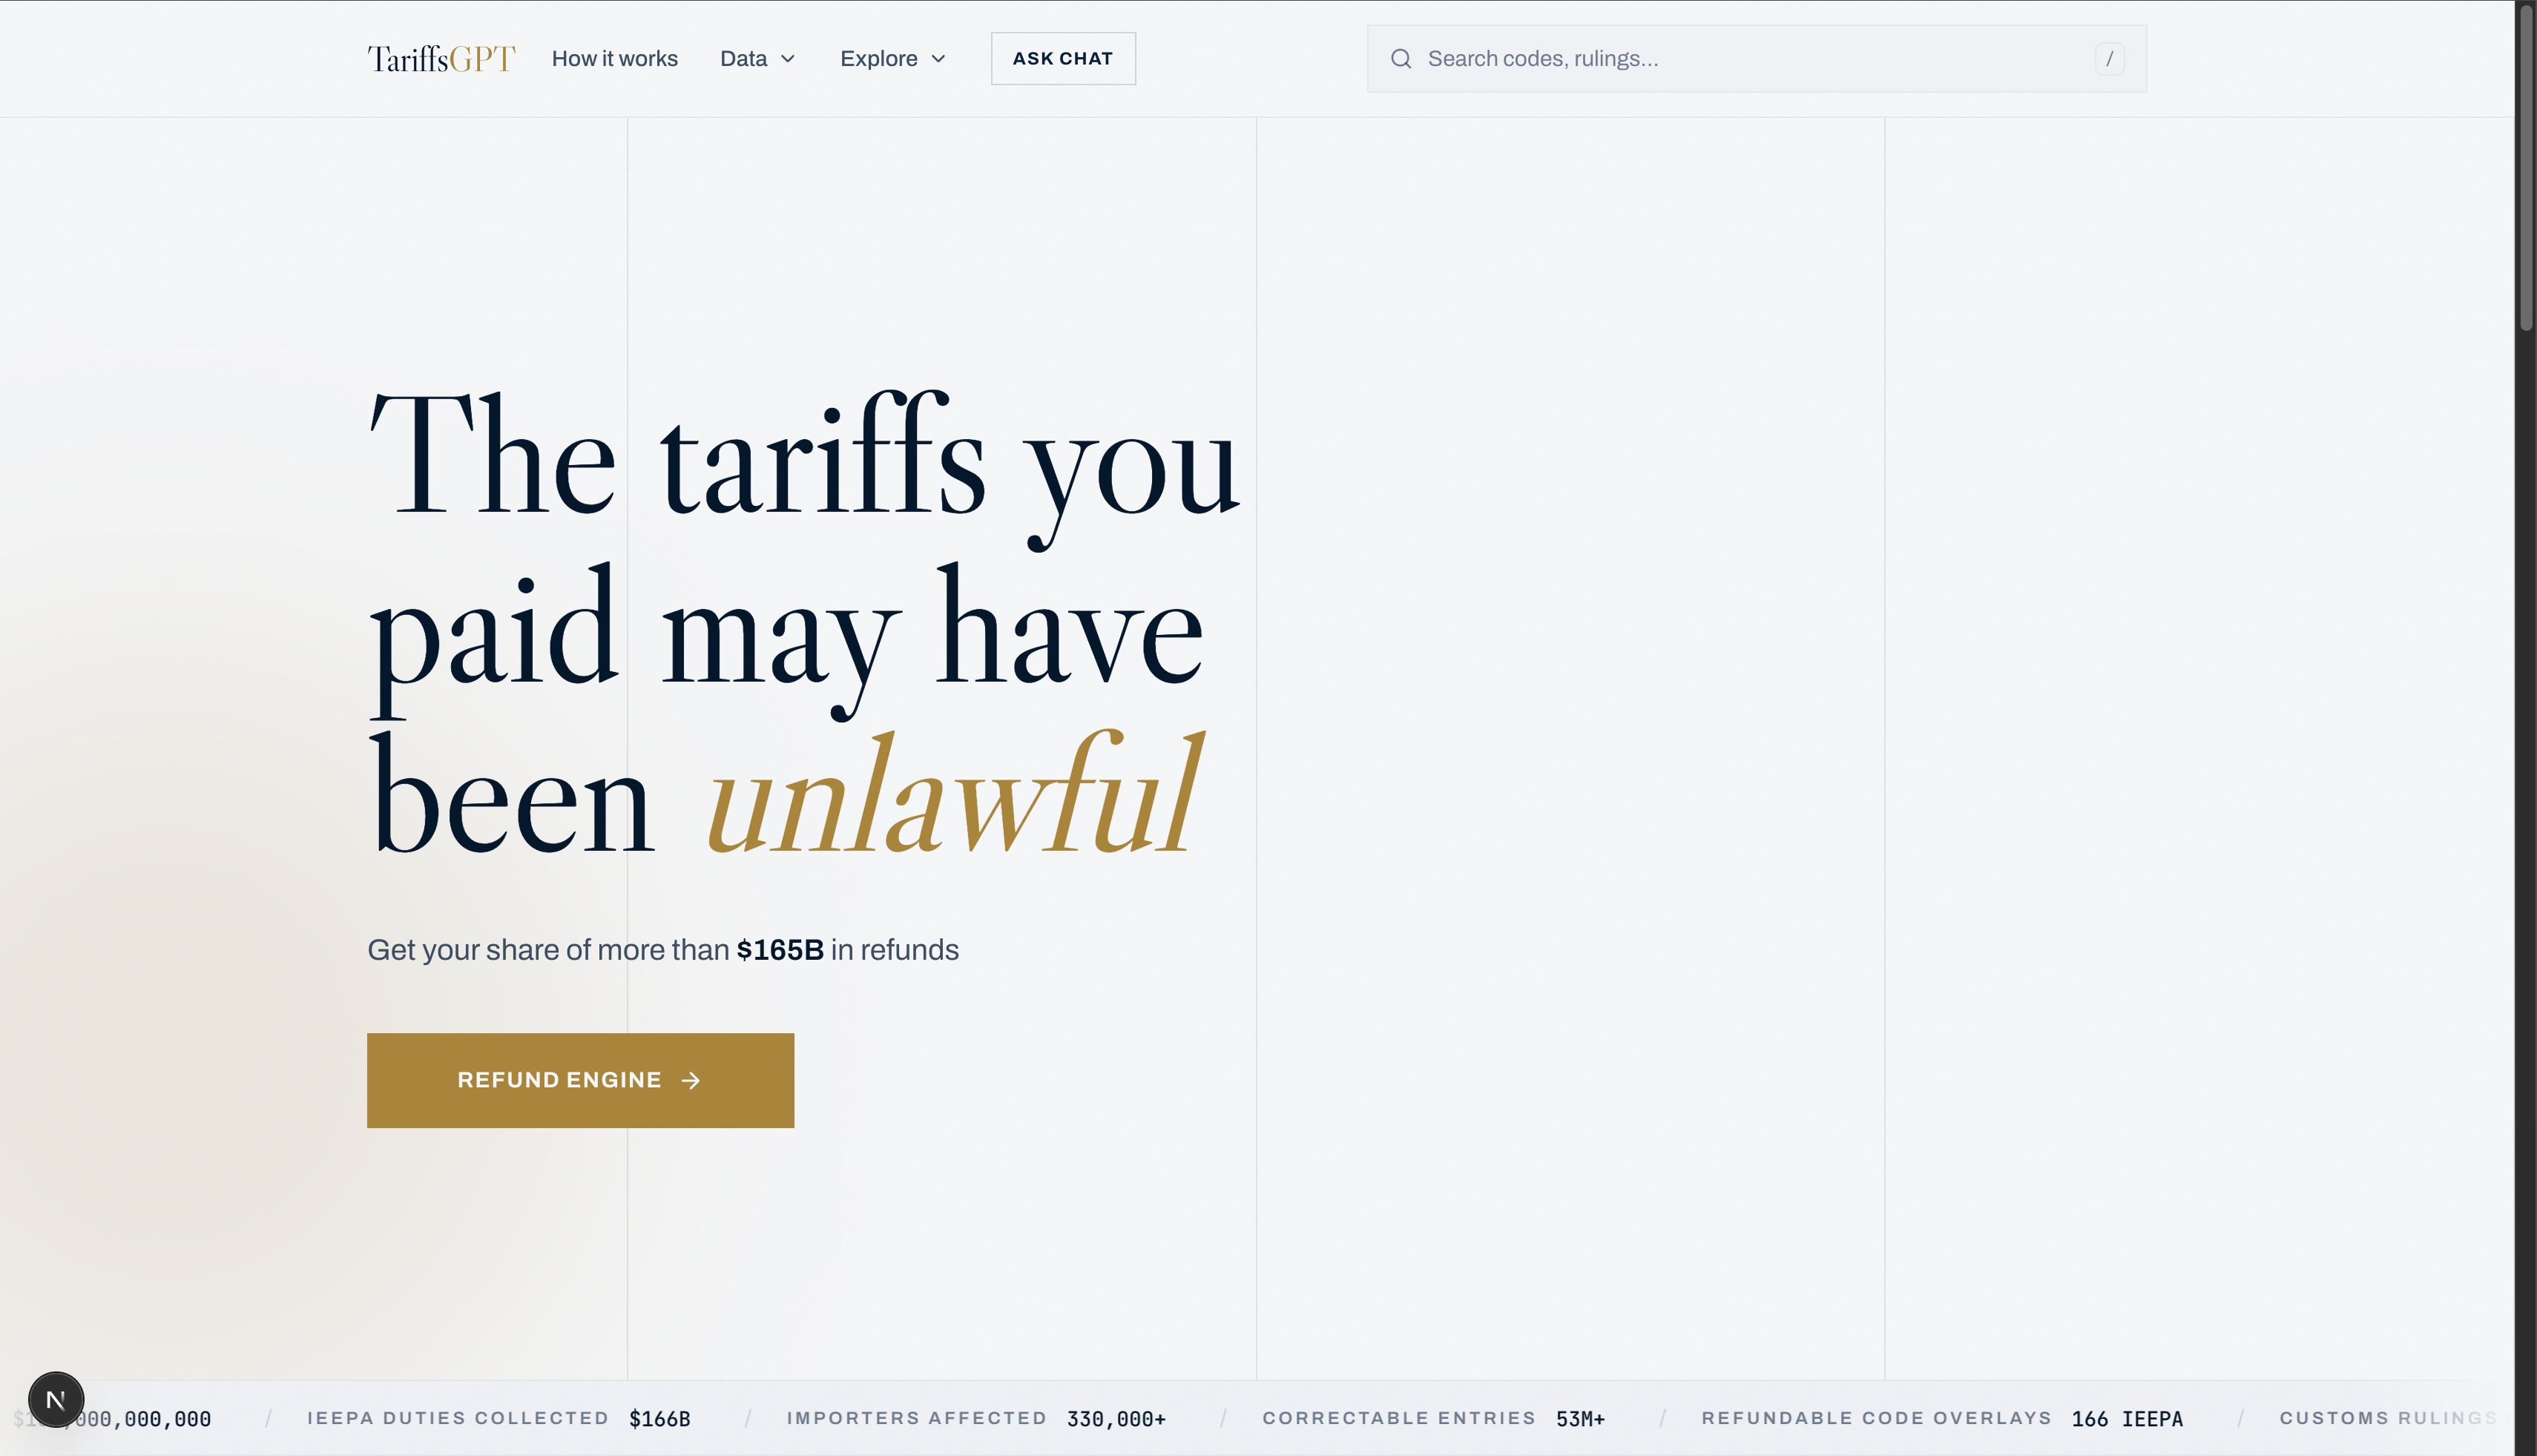 TariffsGPT How it works Data Explore ASK CHAT Search codes, rulings... /
The tariffs you
paid may have
been unlawful
Get your share of more than $165B in refunds
REFUND ENGINE →
N
000,000,000 / IEEPA DUTIES COLLECTED $166B / IMPORTERS AFFECTED 330,000+ / CORRECTABLE ENTRIES 53M+ / REFUNDABLE CODE OVERLAYS 166 IEEPA / CUSTOMS RULINGS